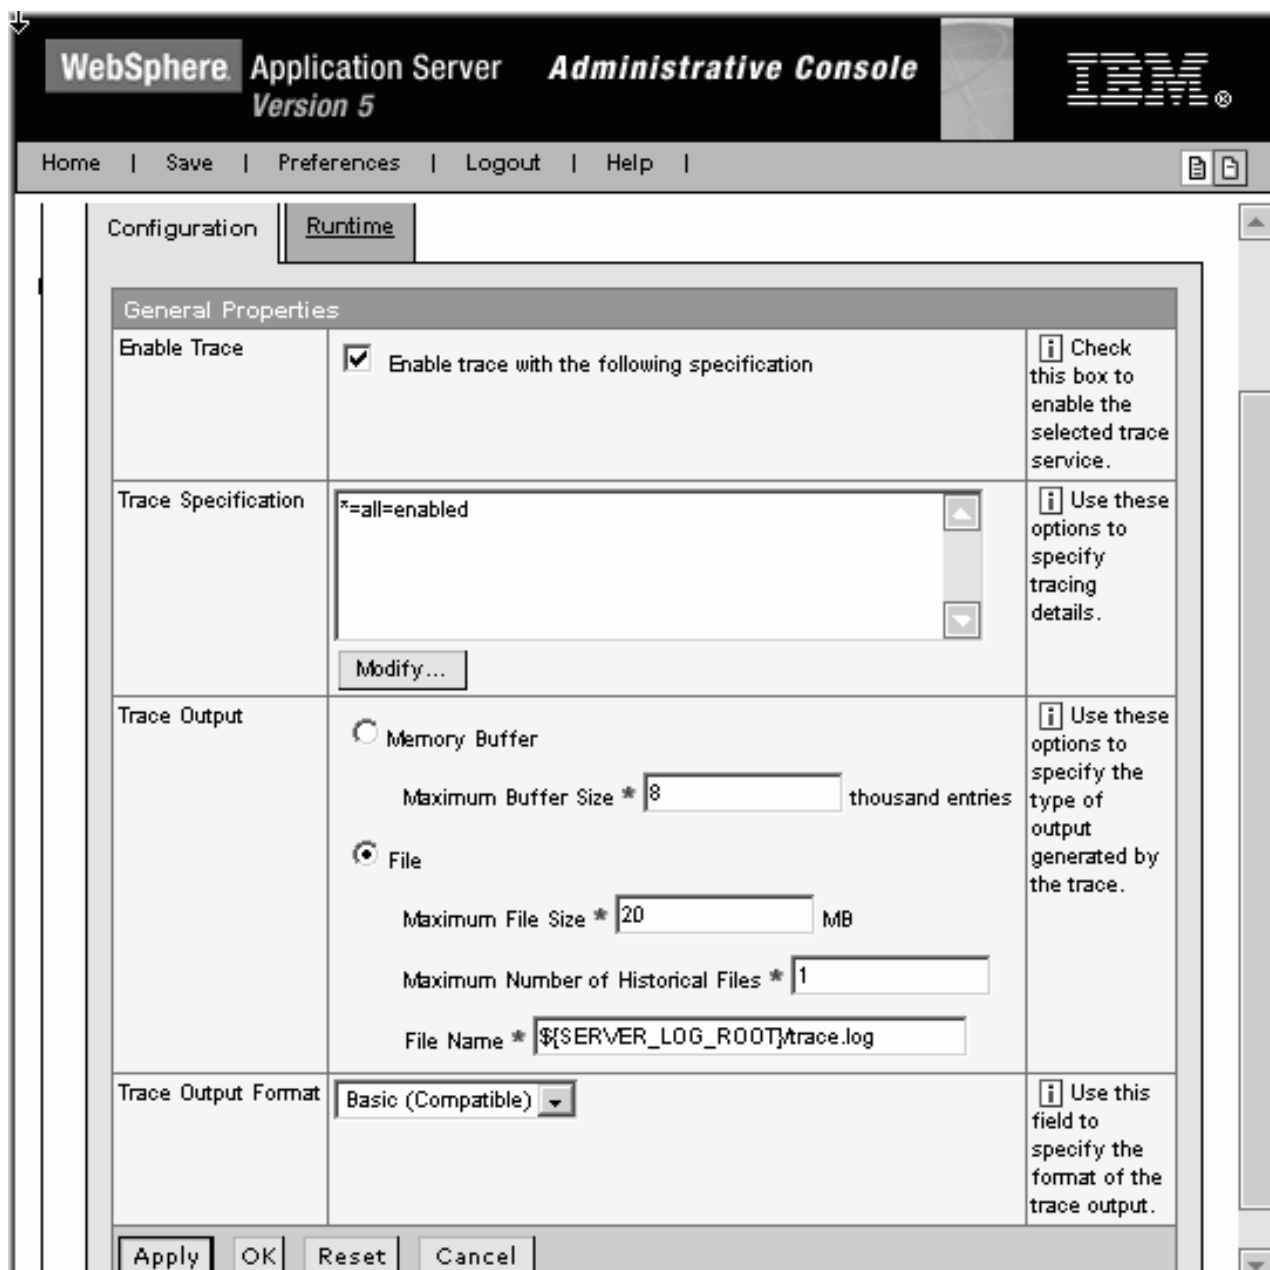 WebSphere. Application Server Administrative Console IBM®
Version 5
Home | Save | Preferences | Logout | Help |
Configuration Runtime
General Properties
Enable Trace
Enable trace with the following specification
i Check
this box to
enable the
selected trace
service.
Trace Specification
*=all=enabled
Modify...
i Use these
options to
specify
tracing
details.
Trace Output
Memory Buffer
Maximum Buffer Size * 8 thousand entries
File
Maximum File Size * 20 MB
Maximum Number of Historical Files * 1
File Name * ${SERVER_LOG_ROOT}/trace.log
i Use these
options to
specify the
type of
output
generated by
the trace.
Trace Output Format
Basic (Compatible)
i Use this
field to
specify the
format of the
trace output.
Apply OK Reset Cancel